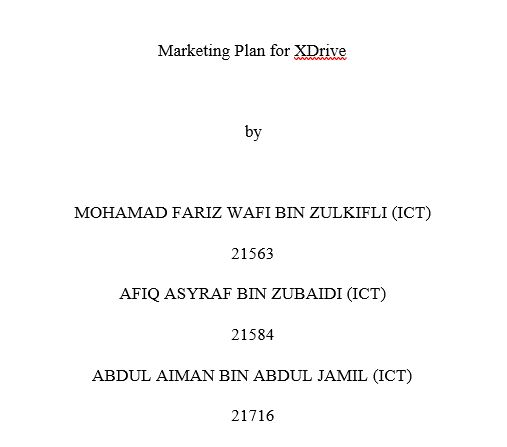 Marketing Plan for XDrive
by
MOHAMAD FARIZ WAFI BIN ZULKIFLI (ICT)
21563
AFIQ ASYRAF BIN ZUBAIDI (ICT)
21584
ABDUL AIMAN BIN ABDUL JAMIL (ICT)
21716